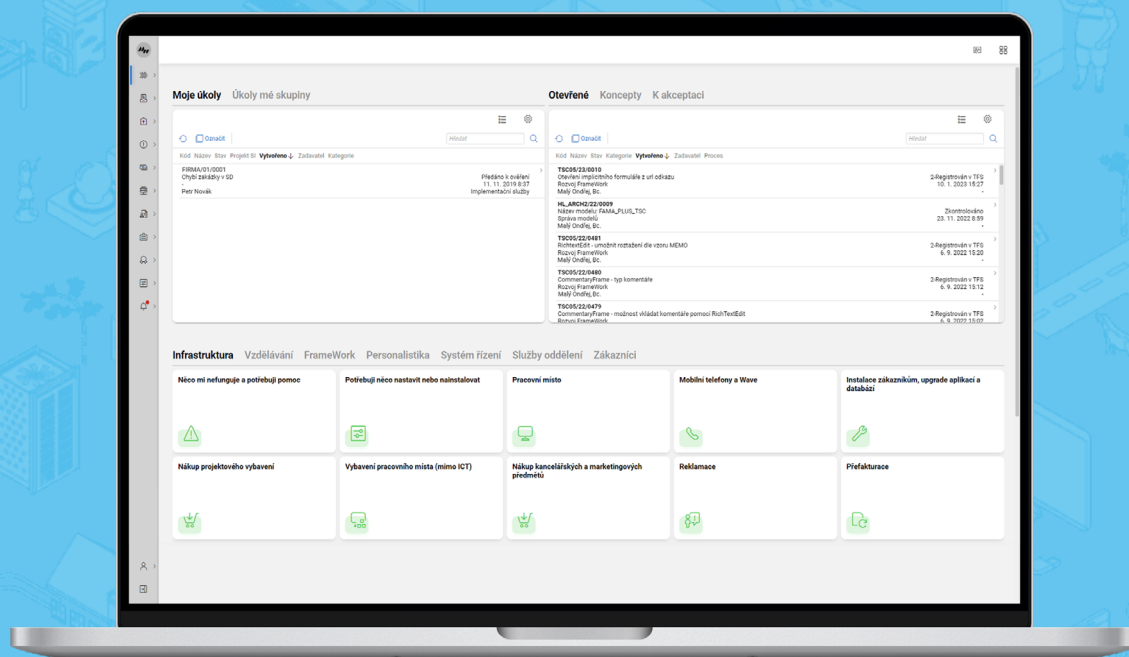 Moje úkoly Úkoly mé skupiny
Označit
Hledat
Kód Název Stav Projekt SI Vytvořeno ↓ Zadavatel Kategorie
FIRMA/01/0001
Chybí zakázky v SD Předáno k ověření
- 11. 11. 2019 8:37
Petr Novák Implementační služby
Otevřené Koncepty K akceptaci
Označit
Hledat
Kód Název Stav Kategorie Vytvořeno ↓ Zadavatel Proces
TSC05/23/0010
Otevření implicitního formuláře z url odkazu 2-Registrován v TFS
Rozvoj FrameWork 10. 1. 2023 15:27
Malý Ondřej, Bc. -
HL_ARCH2/22/0009
Název modelu: FAMA_PLUS_TSC Zkontrolováno
Správa modelů 23. 11. 2022 8:59
Malý Ondřej, Bc. -
TSC05/22/0481
RichtextEdit - umožnit roztažení dle vzoru MEMO 2-Registrován v TFS
Rozvoj FrameWork 6. 9. 2022 15:20
Malý Ondřej, Bc. -
TSC05/22/0480
CommentaryFrame - typ komentáře 2-Registrován v TFS
Rozvoj FrameWork 6. 9. 2022 15:12
Malý Ondřej, Bc. -
TSC05/22/0479
CommentaryFrame - možnost vkládat komentáře pomocí RichTextEdit 2-Registrován v TFS
Rozvoj FrameWork 6. 9. 2022 15:02
Infrastruktura Vzdělávání FrameWork Personalistika Systém řízení Služby oddělení Zákazníci
Něco mi nefunguje a potřebuji pomoc
Potřebuji něco nastavit nebo nainstalovat
Pracovní místo
Mobilní telefony a Wave
Instalace zákazníkům, upgrade aplikací a
databází
Nákup projektového vybavení
Vybavení pracovního místa (mimo ICT)
Nákup kancelářských a marketingových
předmětů
Reklamace
Přefakturace